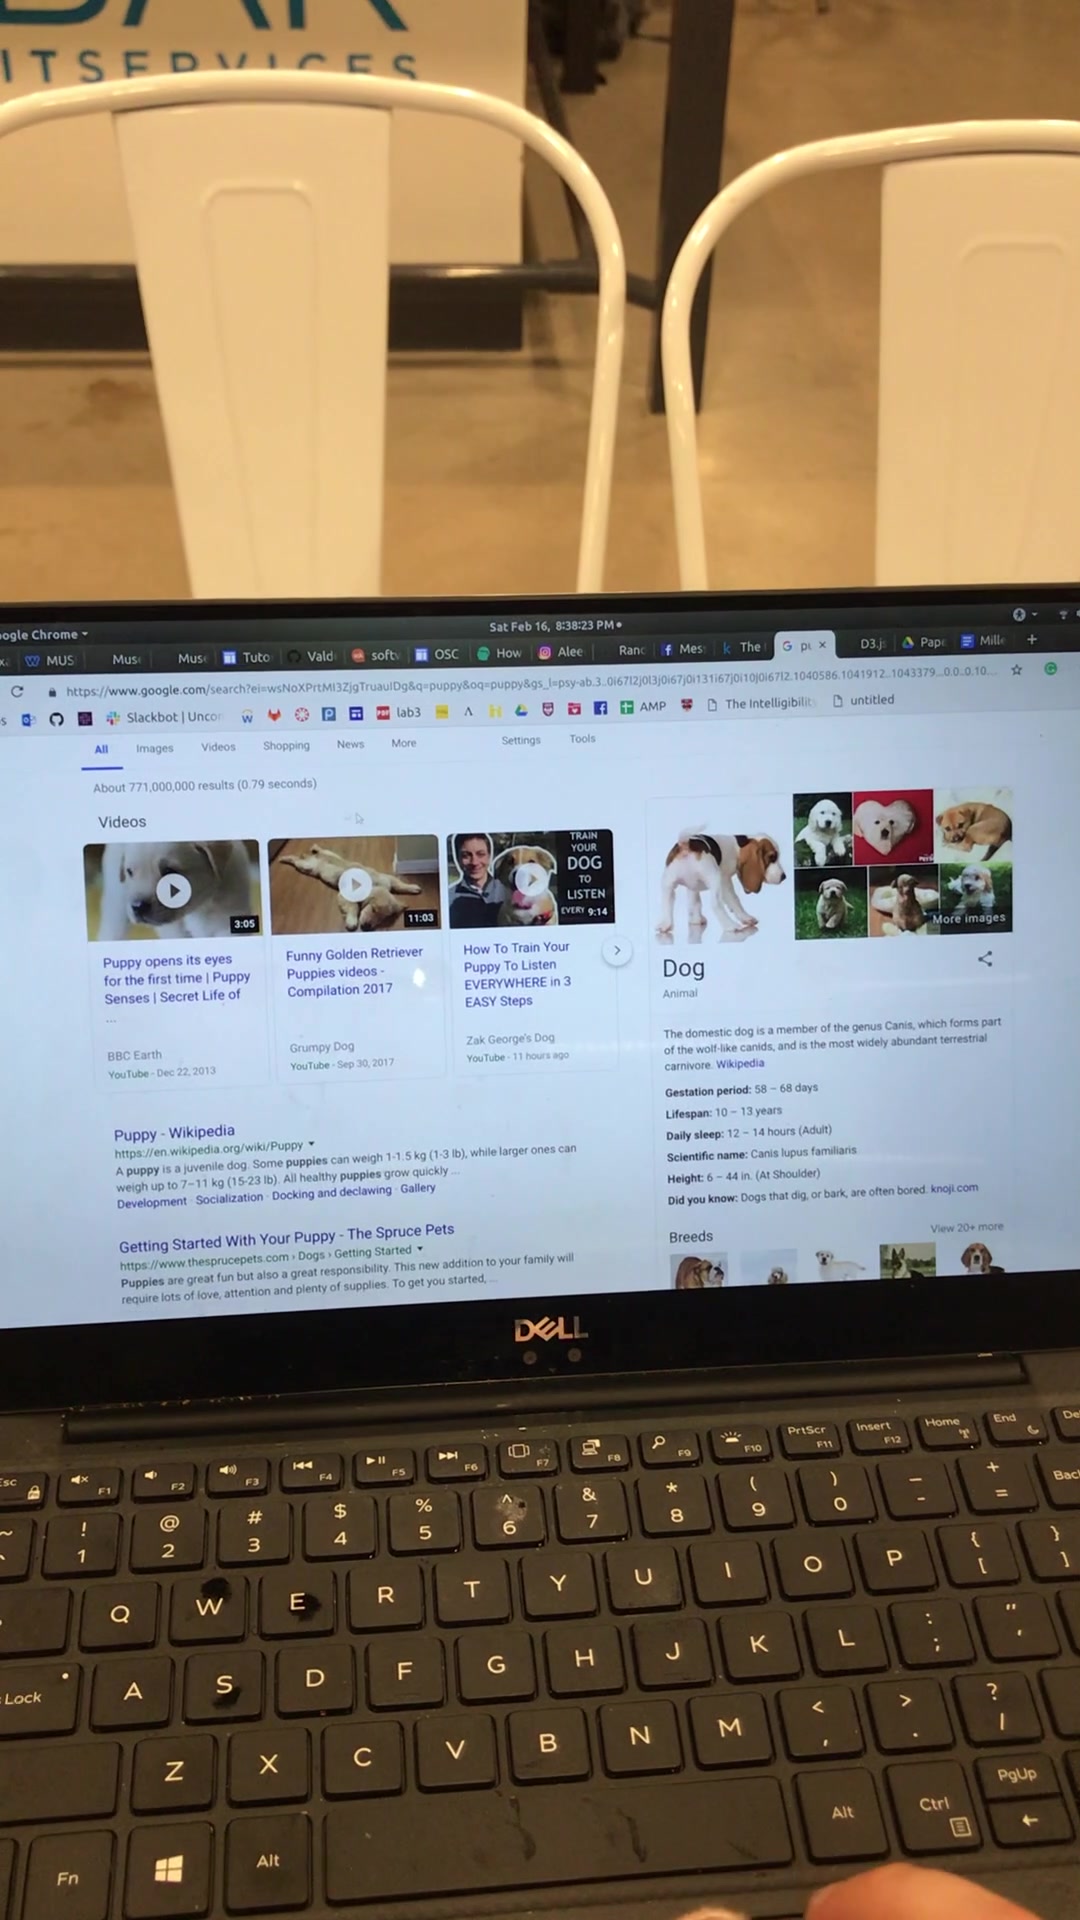 ITSERVICES
ogle Chrome
Sat Feb 16, 8:38:23 PM
MUS
Mus
Mus
Tuto
Vald
softv
OSC
How
Alee
Ranc
Mes
The
D3.js
Pape
Mille
https://www.google.com/search?ei=
Slackbot | Uncor
lab3
AMP
The Intelligibilit
untitled
All
Images
Videos
Shopping
News
More
Settings
Tools
About 771,000,000 results (0.79 seconds)
Videos
3:05
Puppy opens its eyes
for the first time | Puppy
Senses | Secret Life of
...
BBC Earth
YouTube - Dec 22, 2013
11:03
Funny Golden Retriever
Puppies videos -
Compilation 2017
Grumpy Dog
YouTube - Sep 30, 2017
TRAIN
YOUR
DOG
TO
LISTEN
EVERY 9:14
How To Train Your
Puppy To Listen
EVERYWHERE in 3
EASY Steps
Zak George's Dog
YouTube - 11 hours ago
Puppy - Wikipedia
https://en.wikipedia.org/wiki/Puppy
A puppy is a juvenile dog. Some puppies can weigh 1-1.5 kg (1-3 lb), while larger ones can
weigh up to 7–11 kg (15-23 lb). All healthy puppies grow quickly ...
Development · Socialization · Docking and declawing · Gallery
Getting Started With Your Puppy - The Spruce Pets
https://www.thesprucepets.com › Dogs › Getting Started
Puppies are great fun but also a great responsibility. This new addition to your family will
require lots of love, attention and plenty of supplies. To get you started, ...
More images
Dog
Animal
The domestic dog is a member of the genus Canis, which forms part
of the wolf-like canids, and is the most widely abundant terrestrial
carnivore. Wikipedia
Gestation period: 58 – 68 days
Lifespan: 10 – 13 years
Daily sleep: 12 – 14 hours (Adult)
Scientific name: Canis lupus familiaris
Height: 6 – 44 in. (At Shoulder)
Did you know: Dogs that dig, or bark, are often bored. knoji.com
Breeds
View 20+ more
DELL
Esc F1 F2 F3 F4 F5 F6 F7 F8 F9 F10 PrtScr F11 Insert F12 Home End De
~ ! 1 @ 2 # 3 $ 4 % 5 ^ 6 & 7 * 8 ( 9 ) 0 _ - + = Bac
Q W E R T Y U I O P { [ } ]
Lock A S D F G H J K L : ; " '
Z X C V B N M < , > . ? /
Fn Alt Alt Ctrl PgUp